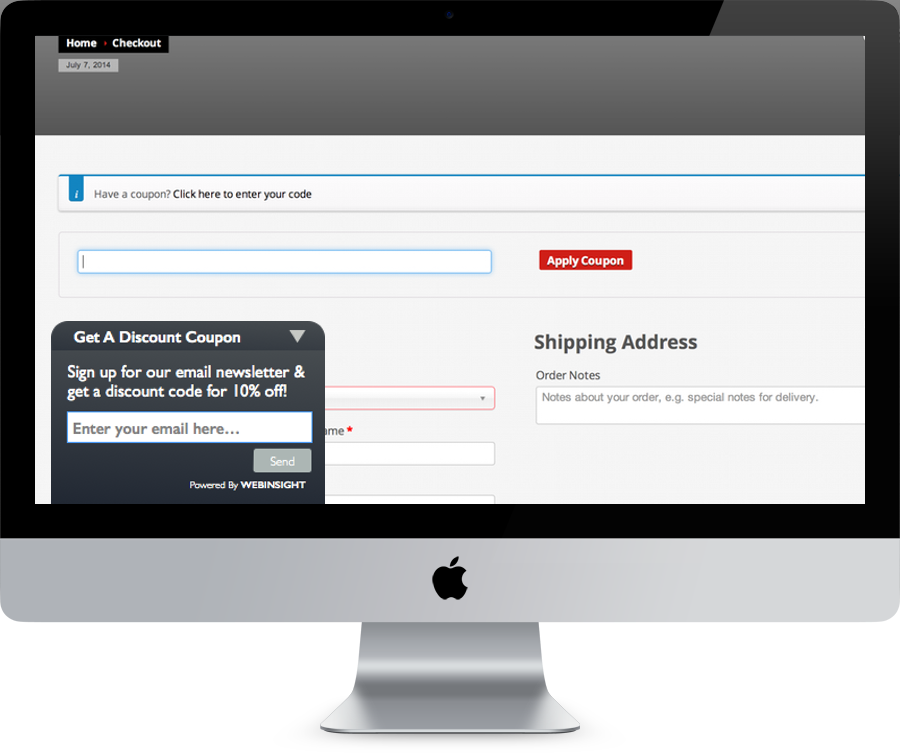 Home › Checkout
July 7, 2014
i
Have a coupon? Click here to enter your code
Apply Coupon
Get A Discount Coupon
Sign up for our email newsletter &
get a discount code for 10% off!
Enter your email here...
Send
Powered By WEBINSIGHT
ame *
Shipping Address
Order Notes
Notes about your order, e.g. special notes for delivery.